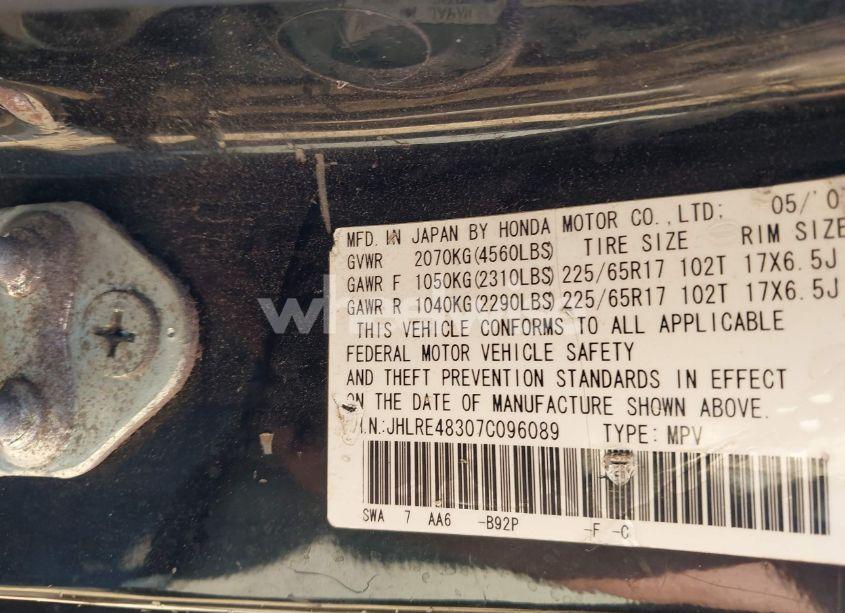 MFD. IN JAPAN BY HONDA MOTOR CO.,LTD: 05/'0
GVWR 2070KG(4560LBS) TIRE SIZE RIM SIZE
GAWR F 1050KG(2310LBS) 225/65R17 102T 17X6.5J
GAWR R 1040KG(2290LBS) 225/65R17 102T 17X6.5J
THIS VEHICLE CONFORMS TO ALL APPLICABLE
FEDERAL MOTOR VEHICLE SAFETY
AND THEFT PREVENTION STANDARDS IN EFFECT
ON THE DATE OF MANUFACTURE SHOWN ABOVE.
V.I.N.:JHLRE48307C096089 TYPE: MPV
SWA 7 AA6 -B92P -F -C